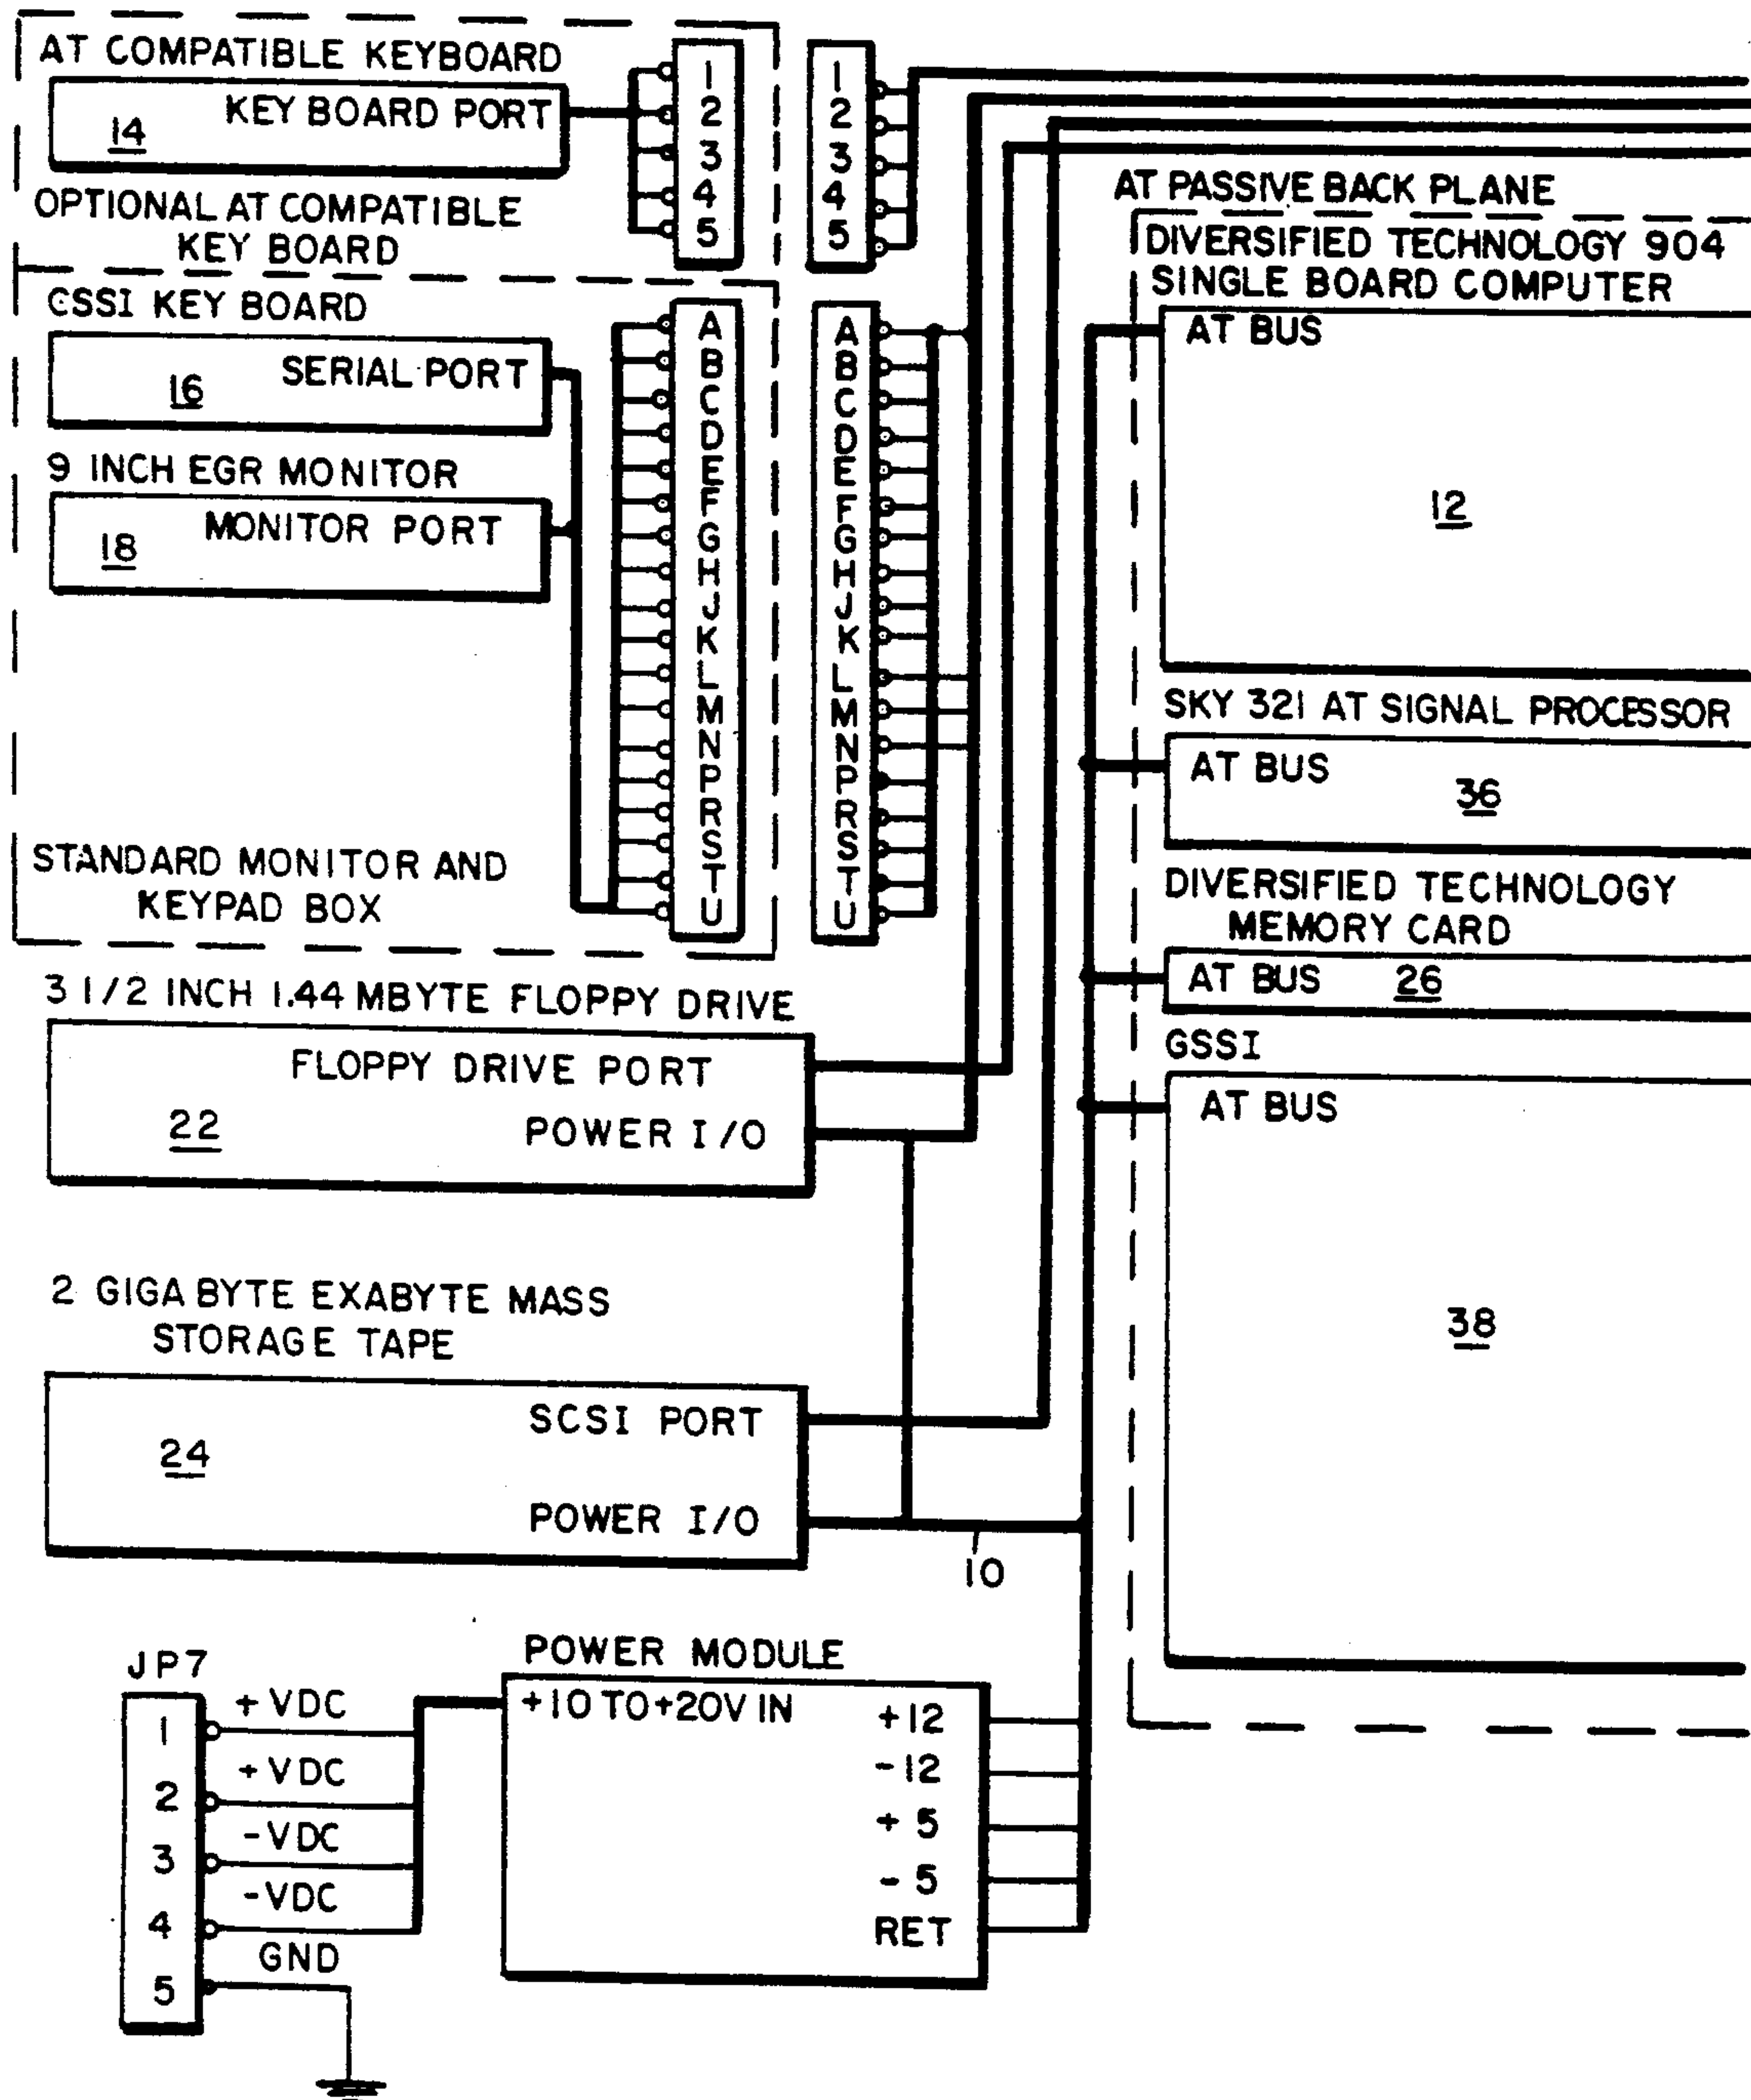 AT COMPATIBLE KEYBOARD
KEY BOARD PORT
14
OPTIONAL AT COMPATIBLE
KEY BOARD
1
2
3
4
5
1
2
3
4
5
GSSI KEY BOARD
SERIAL PORT
16
9 INCH EGR MONITOR
MONITOR PORT
18
STANDARD MONITOR AND
KEYPAD BOX
A
B
C
D
E
F
G
H
J
K
L
M
N
P
R
S
T
U
A
B
C
D
E
F
G
H
J
K
L
M
N
P
R
S
T
U
3 1/2 INCH 1.44 MBYTE FLOPPY DRIVE
FLOPPY DRIVE PORT
22
POWER I/O
2 GIGA BYTE EXABYTE MASS
STORAGE TAPE
SCSI PORT
24
POWER I/O
10
AT PASSIVE BACK PLANE
DIVERSIFIED TECHNOLOGY 904
SINGLE BOARD COMPUTER
AT BUS
12
SKY 321 AT SIGNAL PROCESSOR
AT BUS
36
DIVERSIFIED TECHNOLOGY
MEMORY CARD
AT BUS 26
GSSI
AT BUS
38
JP7
1 +VDC
2 +VDC
3 -VDC
4 -VDC
5 GND
POWER MODULE
+10 TO +20V IN
+12
-12
+5
-5
RET